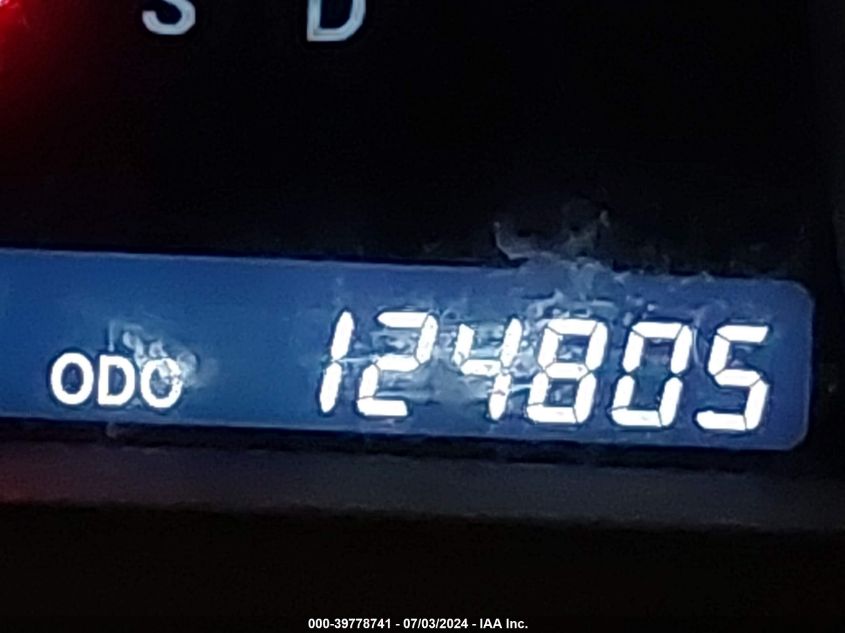 S D
ODO 124805
000-39778741 - 07/03/2024 - IAA Inc.